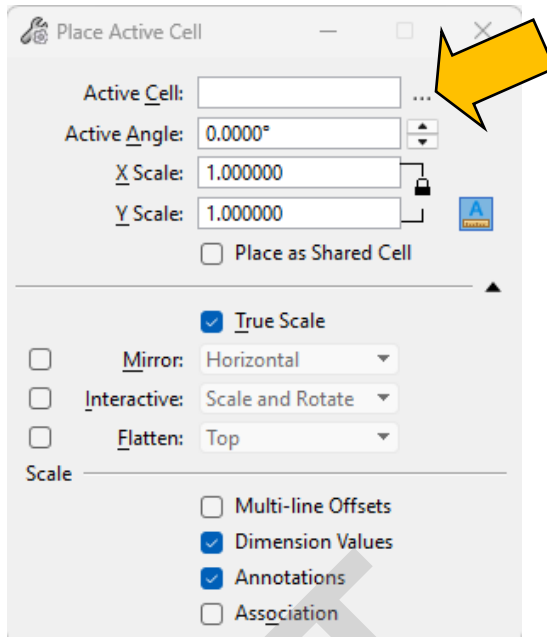 Place Active Cell
Active Cell: ...
Active Angle: 0.0000°
X Scale: 1.000000
Y Scale: 1.000000
A
Place as Shared Cell
True Scale
Mirror: Horizontal
Interactive: Scale and Rotate
Flatten: Top
Scale
Multi-line Offsets
Dimension Values
Annotations
Association